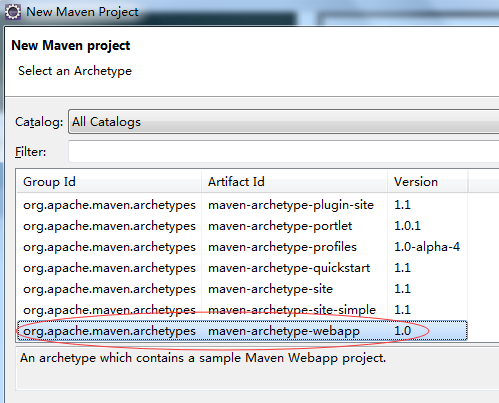 New Maven Project
New Maven project
Select an Archetype
Catalog: All Catalogs
Filter:
Group Id Artifact Id Version
org.apache.maven.archetypes maven-archetype-plugin-site 1.1
org.apache.maven.archetypes maven-archetype-portlet 1.0.1
org.apache.maven.archetypes maven-archetype-profiles 1.0-alpha-4
org.apache.maven.archetypes maven-archetype-quickstart 1.1
org.apache.maven.archetypes maven-archetype-site 1.1
org.apache.maven.archetypes maven-archetype-site-simple 1.1
org.apache.maven.archetypes maven-archetype-webapp 1.0
An archetype which contains a sample Maven Webapp project.